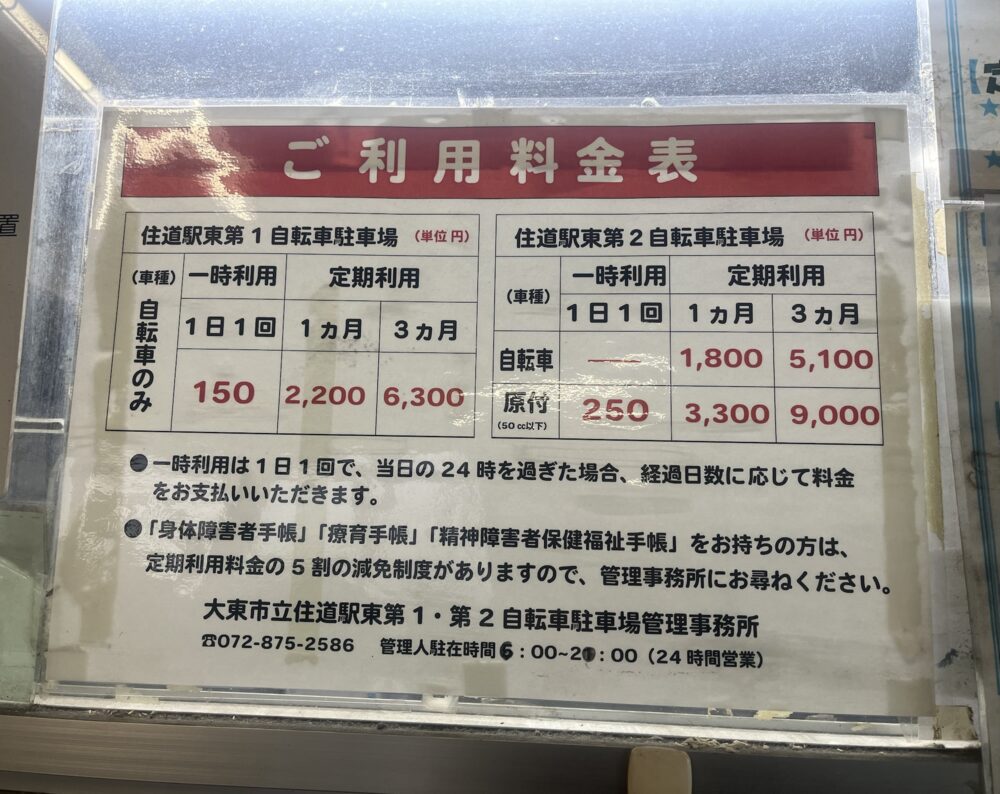 ご利用料金表
住道駅東第1自転車駐車場 (単位 円)
(車種) 一時利用 定期利用
自転車のみ
1日1回 1ヵ月 3ヵ月
150 2,200 6,300
住道駅東第2自転車駐車場 (単位 円)
(車種) 一時利用 定期利用
1日1回 1ヵ月 3ヵ月
自転車 — 1,800 5,100
原付 250 3,300 9,000
(50cc以下)
●一時利用は1日1回で、当日の24時を過ぎた場合、経過日数に応じて料金
をお支払いいただきます。
●「身体障害者手帳」「療育手帳」「精神障害者保健福祉手帳」をお持ちの方は、
定期利用料金の5割の減免制度がありますので、管理事務所にお尋ねください。
大東市立住道駅東第1・第2自転車駐車場管理事務所
☎072-875-2586 管理人駐在時間6:00~2:00(24時間営業)
置
【定
★
★